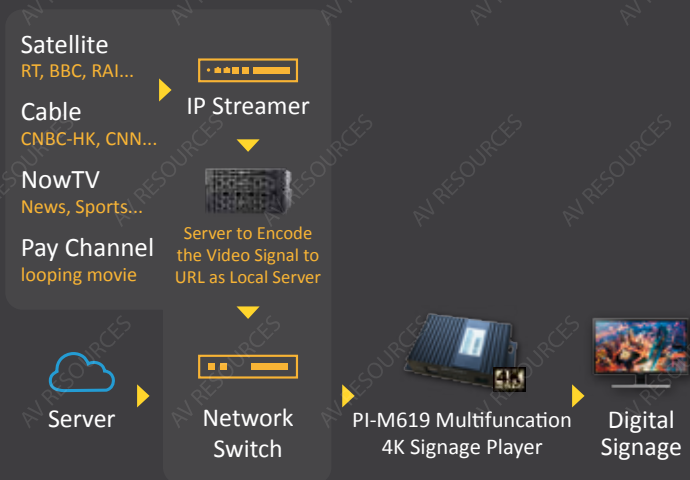 Satellite
RT, BBC, RAI...
Cable
CNBC-HK, CNN...
NowTV
News, Sports...
Pay Channel
looping movie
IP Streamer
Server to Encode
the Video Signal to
URL as Local Server
Server
Network
Switch
4K
PI-M619 Multifuncation
4K Signage Player
Digital
Signage
AV RESOURCES